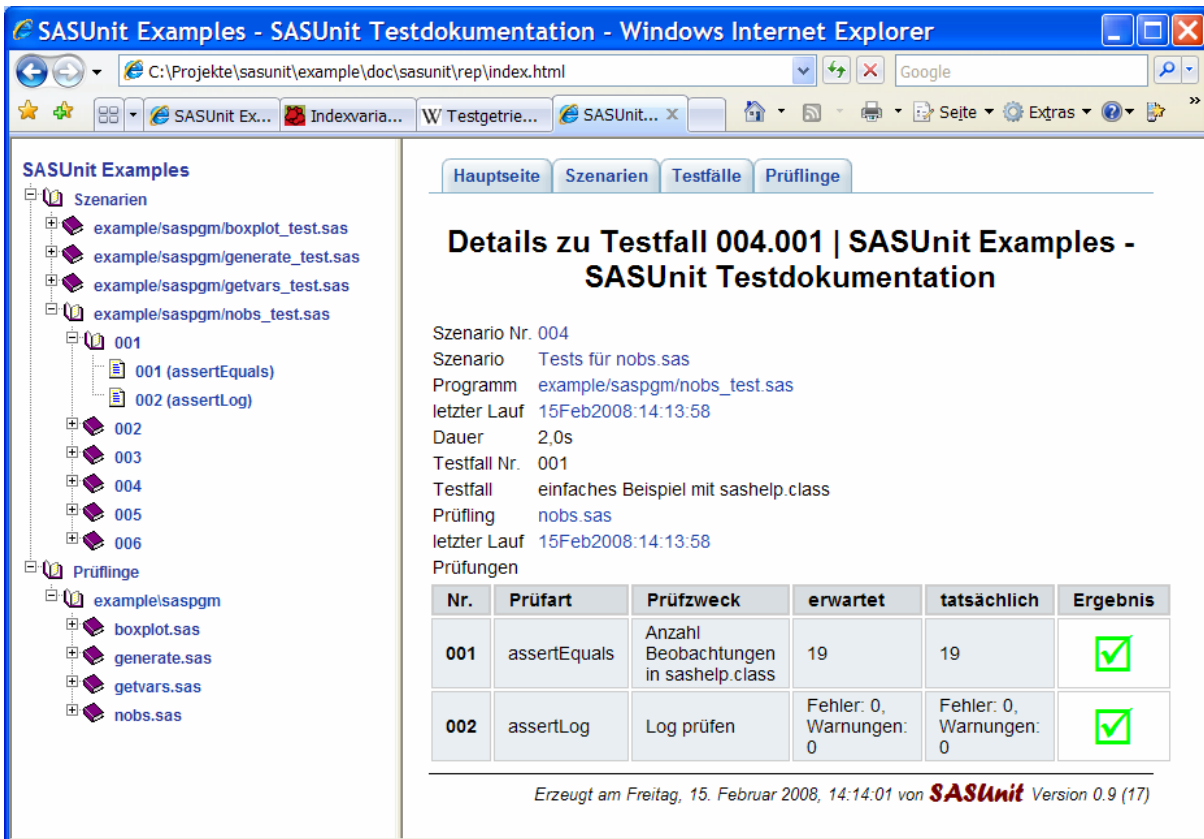 SASUnit Examples - SASUnit Testdokumentation - Windows Internet Explorer
C:\Projekte\sasunit\example\doc\sasunit\rep\index.html
Google
SASUnit Ex...
Indexvaria...
W Testgetrie...
SASUnit...
Seite
Extras
SASUnit Examples
Szenarien
example/saspgm/boxplot_test.sas
example/saspgm/generate_test.sas
example/saspgm/getvars_test.sas
example/saspgm/nobs_test.sas
001
001 (assertEquals)
002 (assertLog)
002
003
004
005
006
Prüflinge
example\saspgm
boxplot.sas
generate.sas
getvars.sas
nobs.sas
Hauptseite Szenarien Testfälle Prüflinge
Details zu Testfall 004.001 | SASUnit Examples -
SASUnit Testdokumentation
Szenario Nr. 004
Szenario Tests für nobs.sas
Programm example/saspgm/nobs_test.sas
letzter Lauf 15Feb2008:14:13:58
Dauer 2,0s
Testfall Nr. 001
Testfall einfaches Beispiel mit sashelp.class
Prüfling nobs.sas
letzter Lauf 15Feb2008:14:13:58
Prüfungen
Nr. Prüfart Prüfzweck erwartet tatsächlich Ergebnis
001 assertEquals Anzahl Beobachtungen in sashelp.class 19 19
002 assertLog Log prüfen Fehler: 0, Warnungen: 0 Fehler: 0, Warnungen: 0
Erzeugt am Freitag, 15. Februar 2008, 14:14:01 von SASUnit Version 0.9 (17)